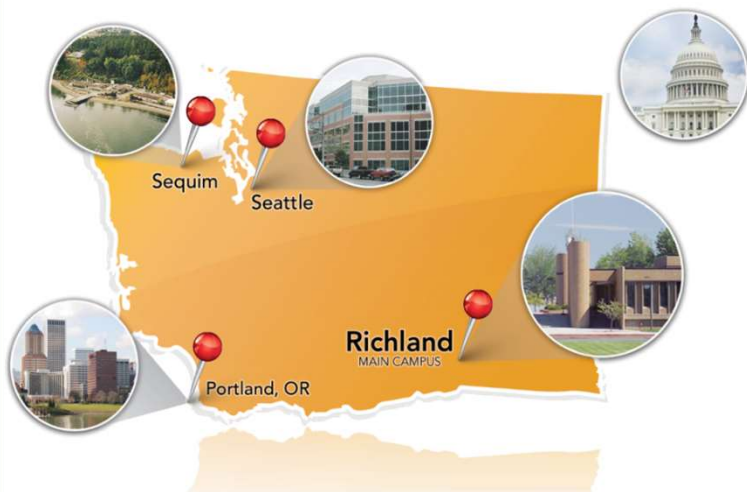 Sequim
Seattle
Richland
MAIN CAMPUS
Portland, OR